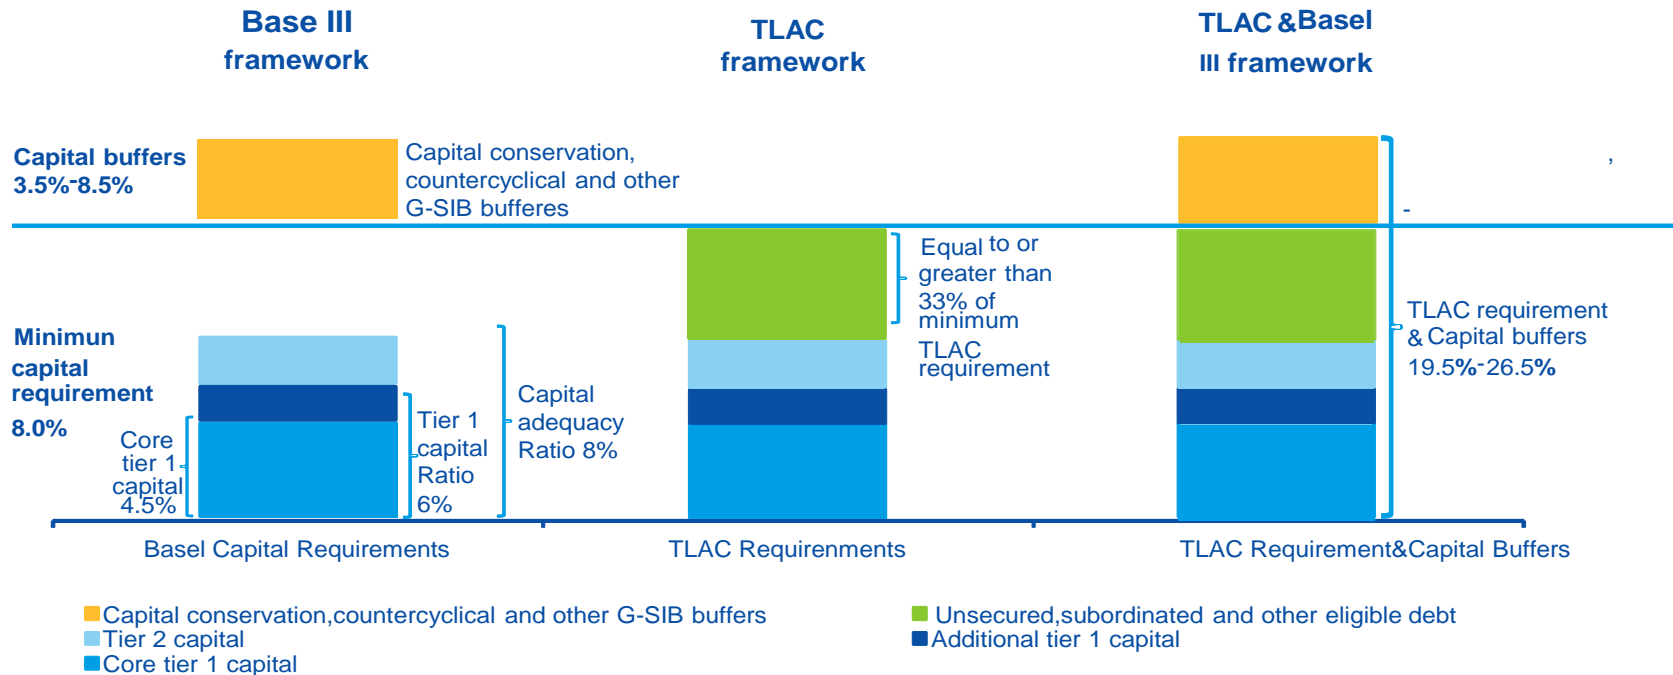 Base III
framework
TLAC
framework
TLAC &Basel
III framework
Capital buffers
3.5%-8.5%
Capital conservation,
countercyclical and other
G-SIB bufferes
,
-
Equal to or
greater than
33% of
minimum
TLAC
requirement
Minimun
capital
requirement
8.0%
Core
tier 1
capital
4.5%
Tier 1
capital
Ratio
6%
Capital
adequacy
Ratio 8%
TLAC requirement
& Capital buffers
19.5%-26.5%
Basel Capital Requirements
TLAC Requirenments
TLAC Requirement&Capital Buffers
Capital conservation,countercyclical and other G-SIB buffers
Unsecured,subordinated and other eligible debt
Tier 2 capital
Additional tier 1 capital
Core tier 1 capital